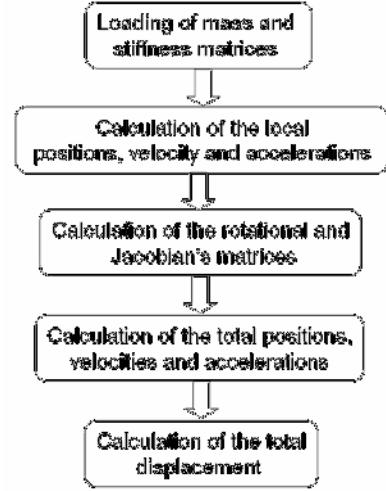 Loading of mass and
stiffness matrices
Calculation of the local
positions, velocity and accelerations
Calculation of the rotational and
Jacobian's matrices
Calculation of the total positions,
velocities and accelerations
Calculation of the total
displacement